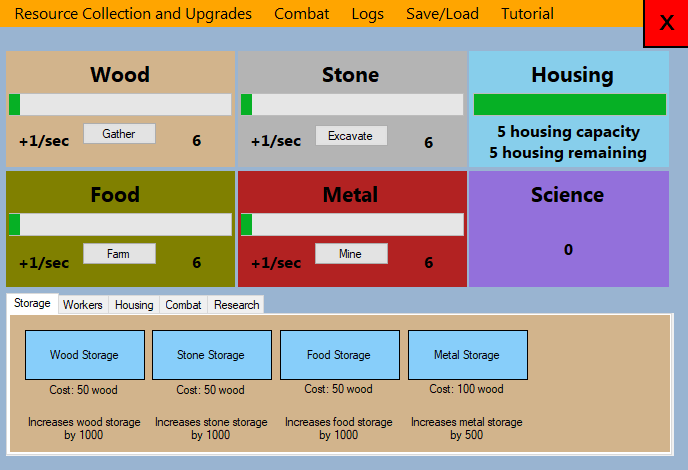 Resource Collection and Upgrades Combat Logs Save/Load Tutorial
X
Wood
+1/sec Gather 6
Stone
+1/sec Excavate 6
Housing
5 housing capacity
5 housing remaining
Food
+1/sec Farm 6
Metal
+1/sec Mine 6
Science
0
Storage Workers Housing Combat Research
Wood Storage
Cost: 50 wood
Increases wood storage
by 1000
Stone Storage
Cost: 50 wood
Increases stone storage
by 1000
Food Storage
Cost: 50 wood
Increases food storage
by 1000
Metal Storage
Cost: 100 wood
Increases metal storage
by 500